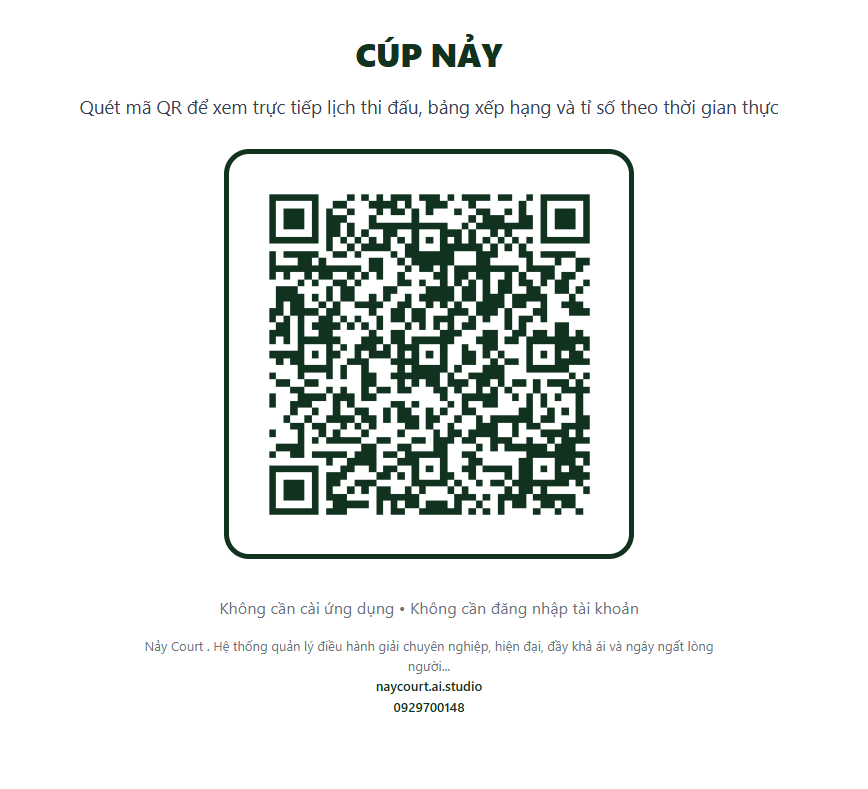 CÚP NẢY
Quét mã QR để xem trực tiếp lịch thi đấu, bảng xếp hạng và tỉ số theo thời gian thực
Không cần cài ứng dụng • Không cần đăng nhập tài khoản
Nảy Court . Hệ thống quản lý điều hành giải chuyên nghiệp, hiện đại, đầy khả ái và ngây ngất lòng
người...
naycourt.ai.studio
0929700148